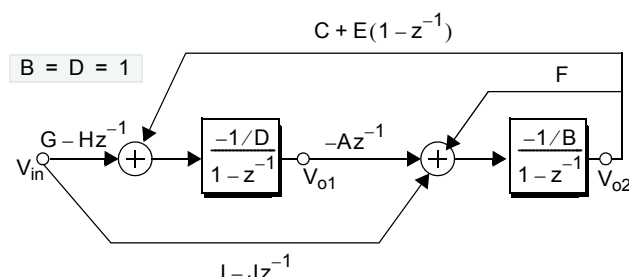 C + E(1 – z⁻¹)
B = D = 1
F
G – Hz⁻¹
–1/D
1 – z⁻¹
–Az⁻¹
–1/B
1 – z⁻¹
V_in
V_o1
V_o2
I – Jz⁻¹